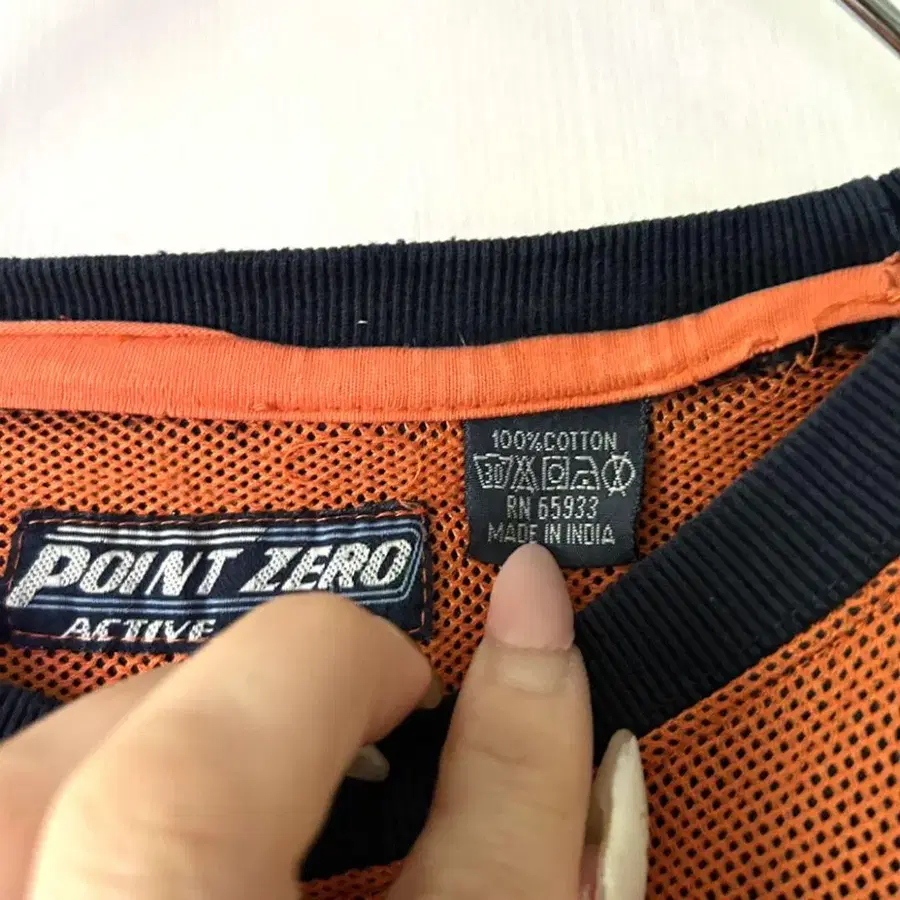 100% COTTON
30
RN 65933
MADE IN INDIA
POINT ZERO
ACTIVE